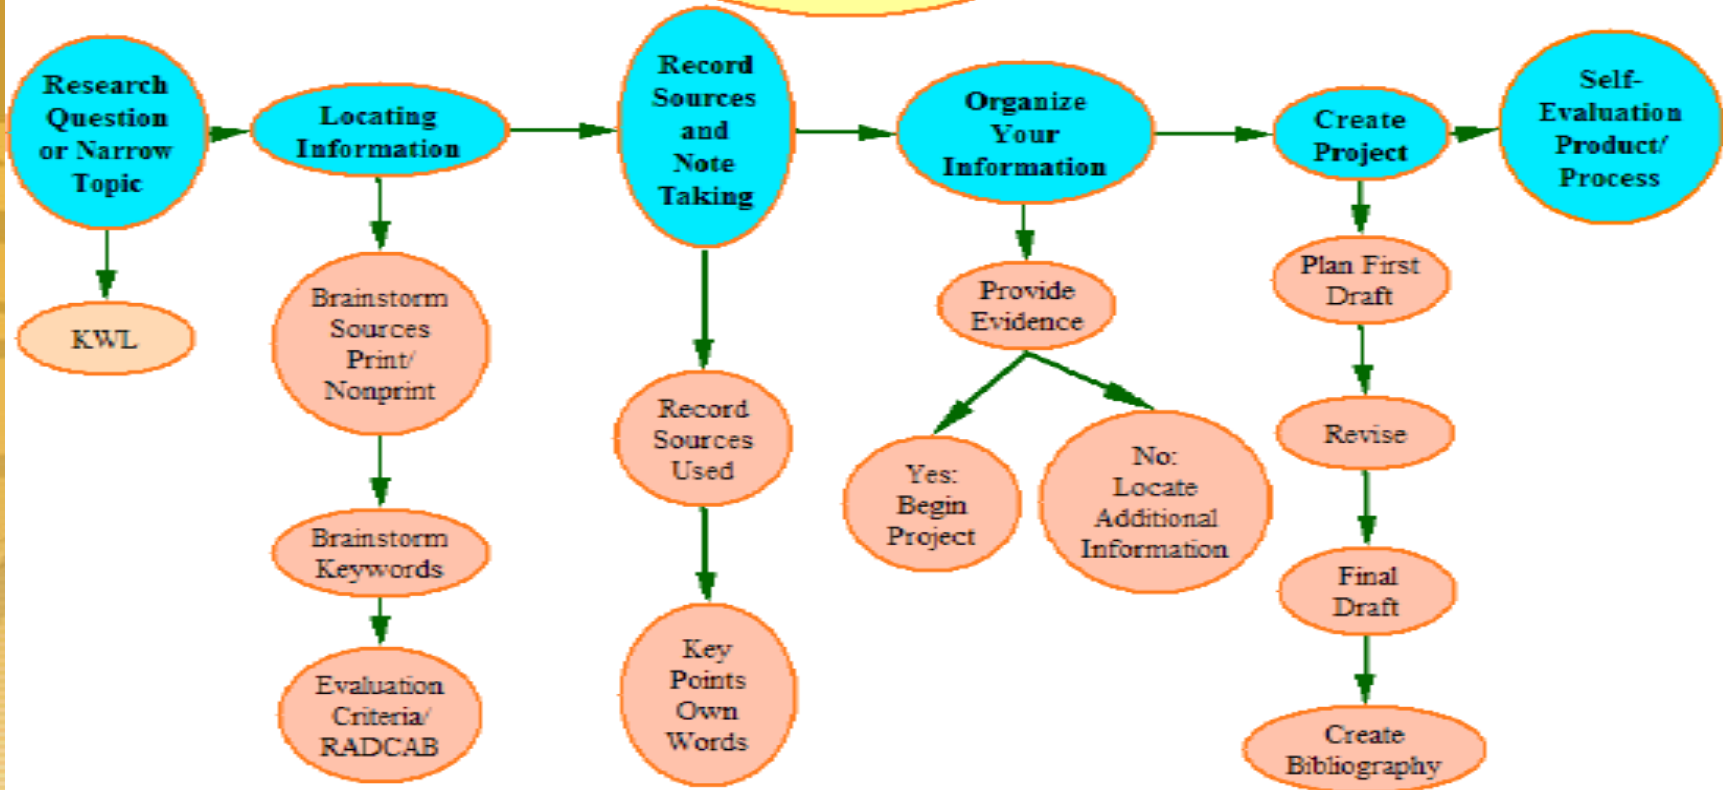 Research
Question
or Narrow
Topic
KWL
Locating
Information
Brainstorm
Sources
Print/
Nonprint
Brainstorm
Keywords
Evaluation
Criteria/
RADCAB
Record
Sources
and
Note
Taking
Record
Sources
Used
Key
Points
Own
Words
Organize
Your
Information
Provide
Evidence
Yes:
Begin
Project
No:
Locate
Additional
Information
Create
Project
Plan First
Draft
Revise
Final
Draft
Create
Bibliography
Self-
Evaluation
Product/
Process